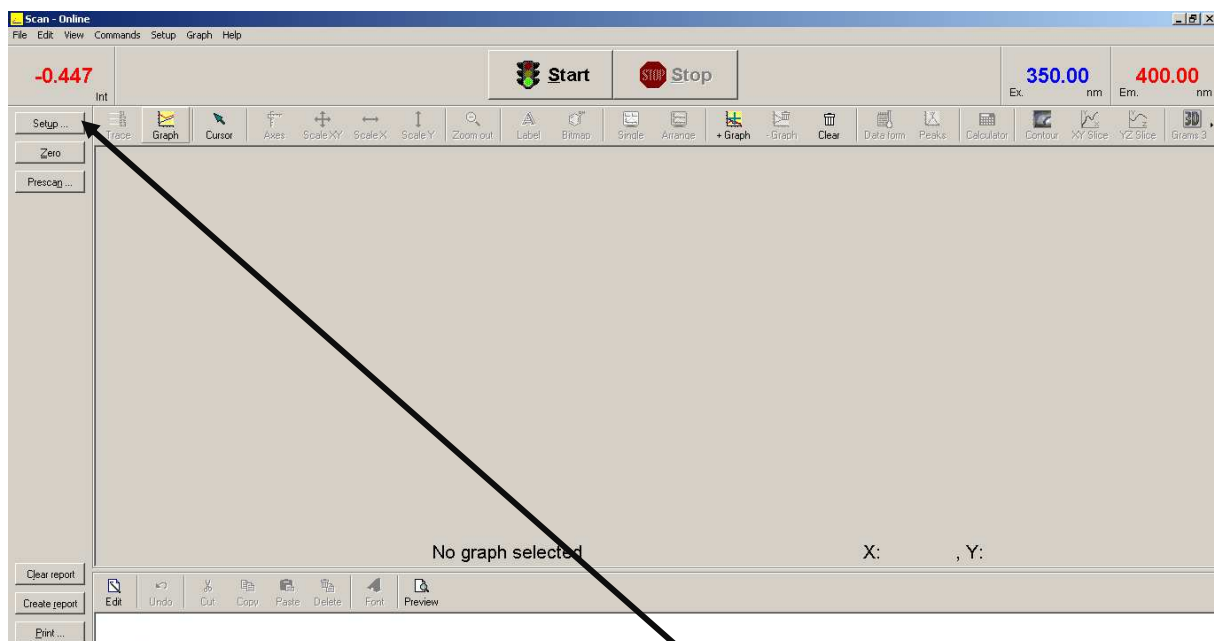 Scan - Online
File Edit View Commands Setup Graph Help
-0.447
Int
Start
STOP Stop
350.00
Ex. nm
400.00
Em. nm
Setup ...
Zero
Prescan ...
Trace Graph Cursor Axes Scale XY Scale X Scale Y Zoom out Label Bitmap Single Arrange + Graph - Graph Clear Data form Peaks Calculator Contour XY Slice YZ Slice 3D Grams 3
No graph selected X: , Y:
Clear report
Create report
Print ...
Edit Undo Cut Copy Paste Delete Font Preview